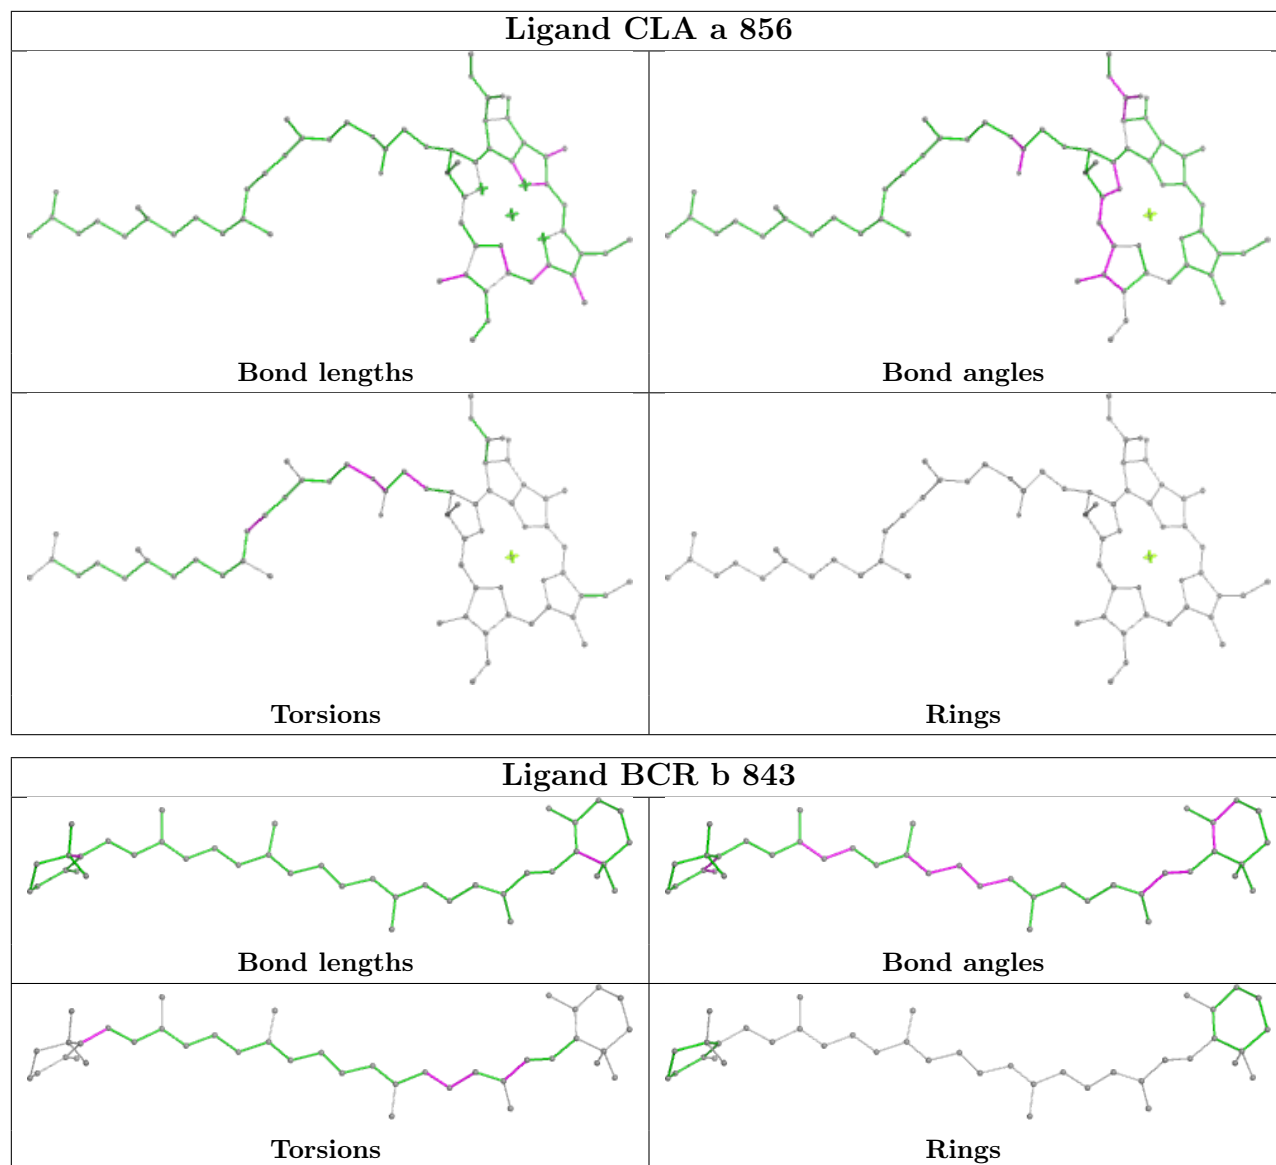 Ligand CLA a 856
Bond lengths
Bond angles
Torsions
Rings
Ligand BCR b 843
Bond lengths
Bond angles
Torsions
Rings